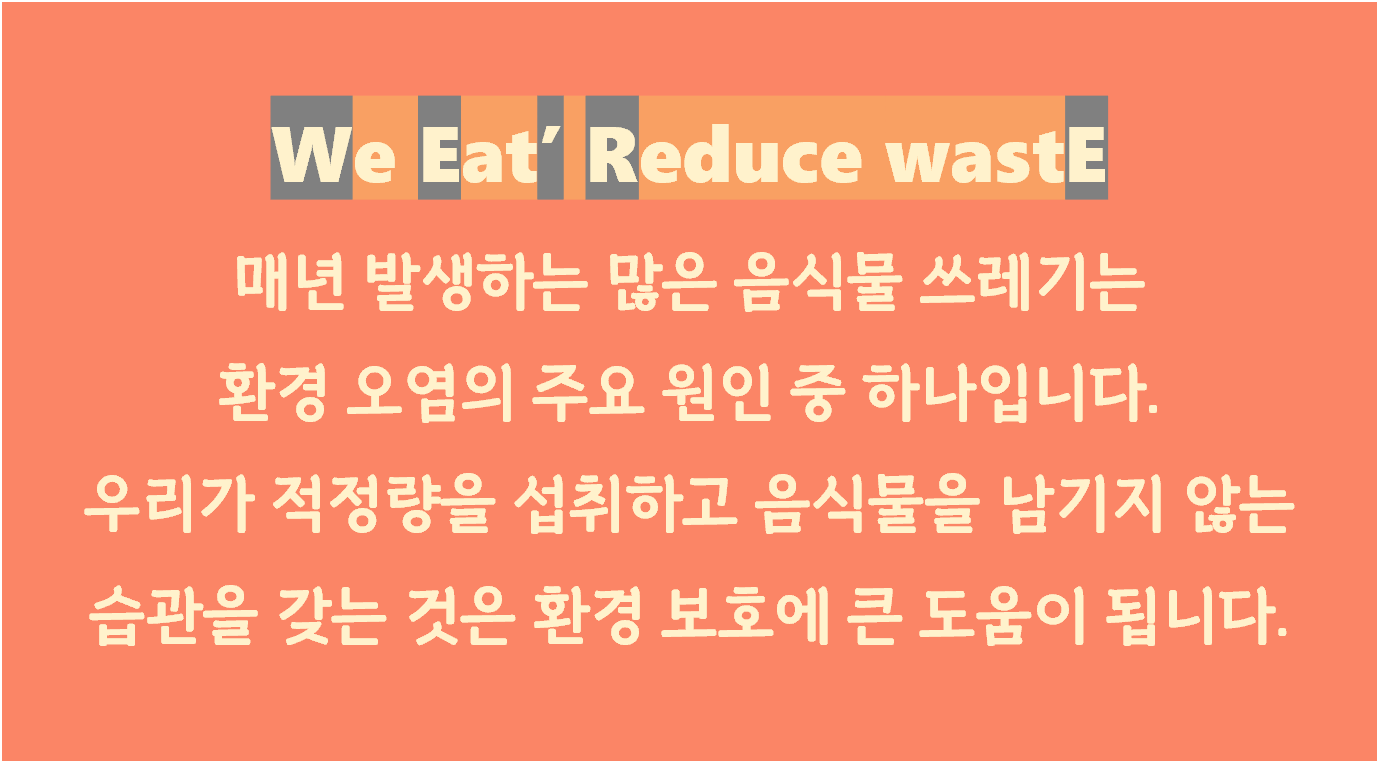 We Eat’ Reduce wastE
매년 발생하는 많은 음식물 쓰레기는
환경 오염의 주요 원인 중 하나입니다.
우리가 적정량을 섭취하고 음식물을 남기지 않는
습관을 갖는 것은 환경 보호에 큰 도움이 됩니다.